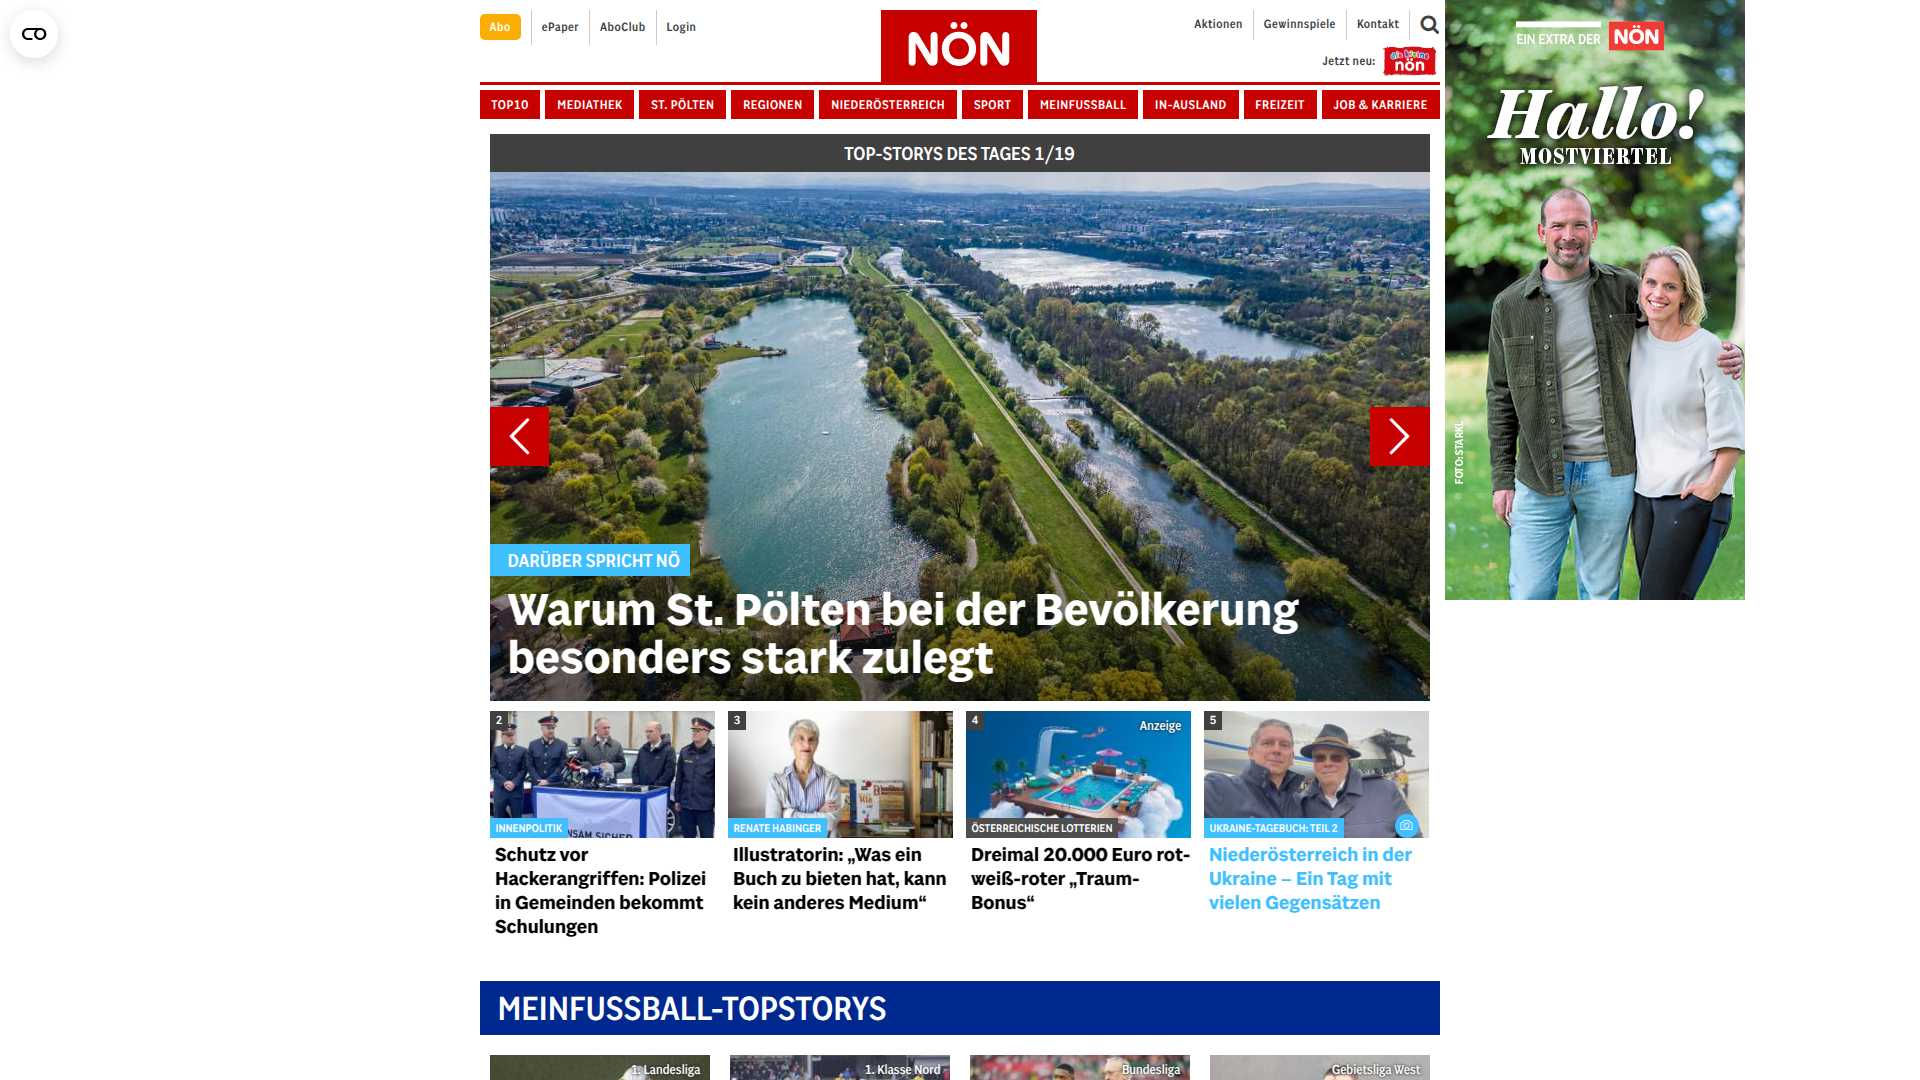 Abo
ePaper
AboClub
Login
NÖN
Aktionen
Gewinnspiele
Kontakt
Jetzt neu:
die kleine
nön
TOP10
MEDIATHEK
ST. PÖLTEN
REGIONEN
NIEDERÖSTERREICH
SPORT
MEINFUSSBALL
IN-AUSLAND
FREIZEIT
JOB & KARRIERE
TOP-STORYS DES TAGES 1/19
DARÜBER SPRICHT NÖ
Warum St. Pölten bei der Bevölkerung
besonders stark zulegt
EIN EXTRA DER NÖN
Hallo!
MOSTVIERTEL
FOTO: STARKL
2
INNENPOLITIK
Schutz vor
Hackerangriffen: Polizei
in Gemeinden bekommt
Schulungen
3
RENATE HABINGER
Illustratorin: „Was ein
Buch zu bieten hat, kann
kein anderes Medium“
4
Anzeige
ÖSTERREICHISCHE LOTTERIEN
Dreimal 20.000 Euro rot-
weiß-roter „Traum-
Bonus“
5
UKRAINE-TAGEBUCH: TEIL 2
Niederösterreich in der
Ukraine – Ein Tag mit
vielen Gegensätzen
MEINFUSSBALL-TOPSTORYS
1. Landesliga
1. Klasse Nord
Bundesliga
Gebietsliga West